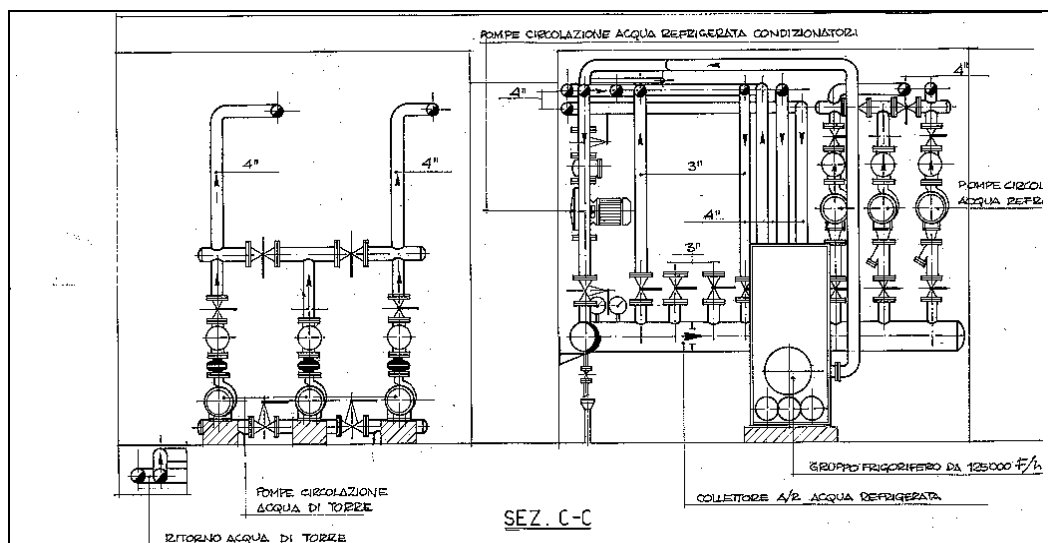 POMPE CIRCOLAZIONE ACQUA REFRIGERATA CONDIZIONATORI
4"
4"
4"
4"
3"
POMPE CIRCOL
ACQUA REFRI
4"
3"
GRUPPO FRIGORIFERO DA 125000 F/h
POMPE CIRCOLAZIONE
ACQUA DI TORRE
COLLETTORE A/R ACQUA REFRIGERATA
SEZ. C-C
RITORNO ACQUA DI TORRE